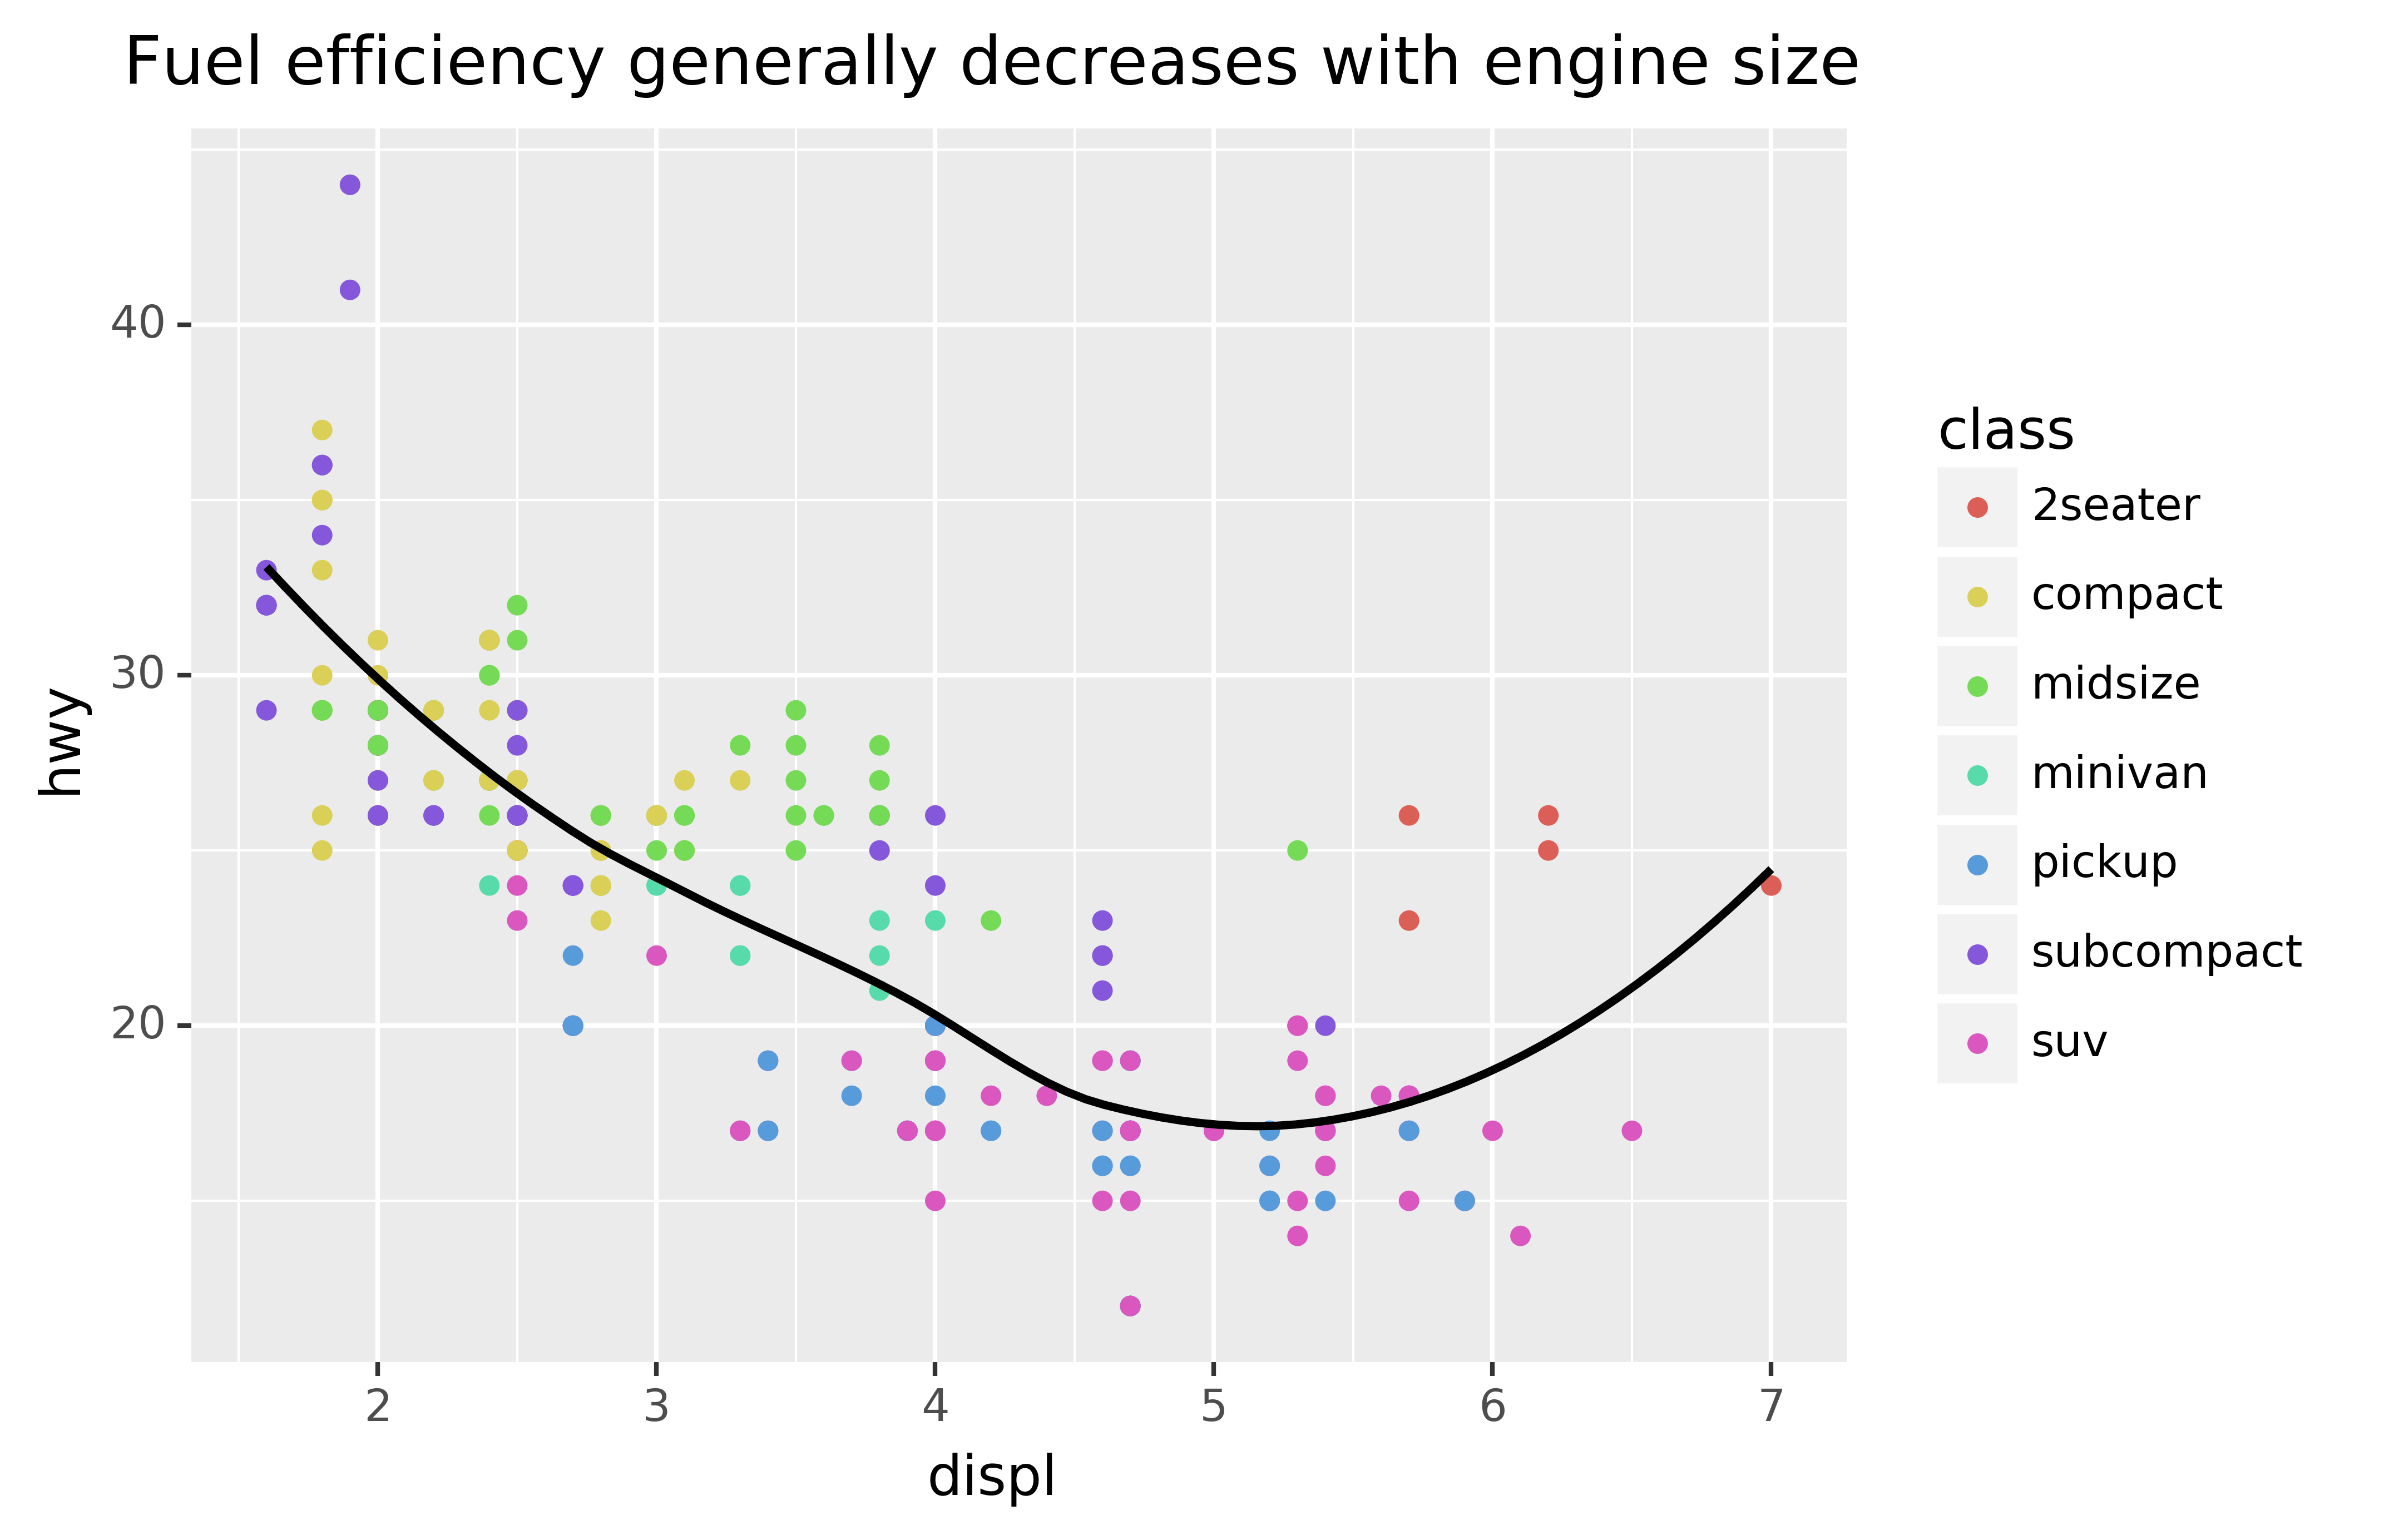 Fuel efficiency generally decreases with engine size
hwy
40
30
20
2 3 4 5 6 7
displ
class
2seater
compact
midsize
minivan
pickup
subcompact
suv